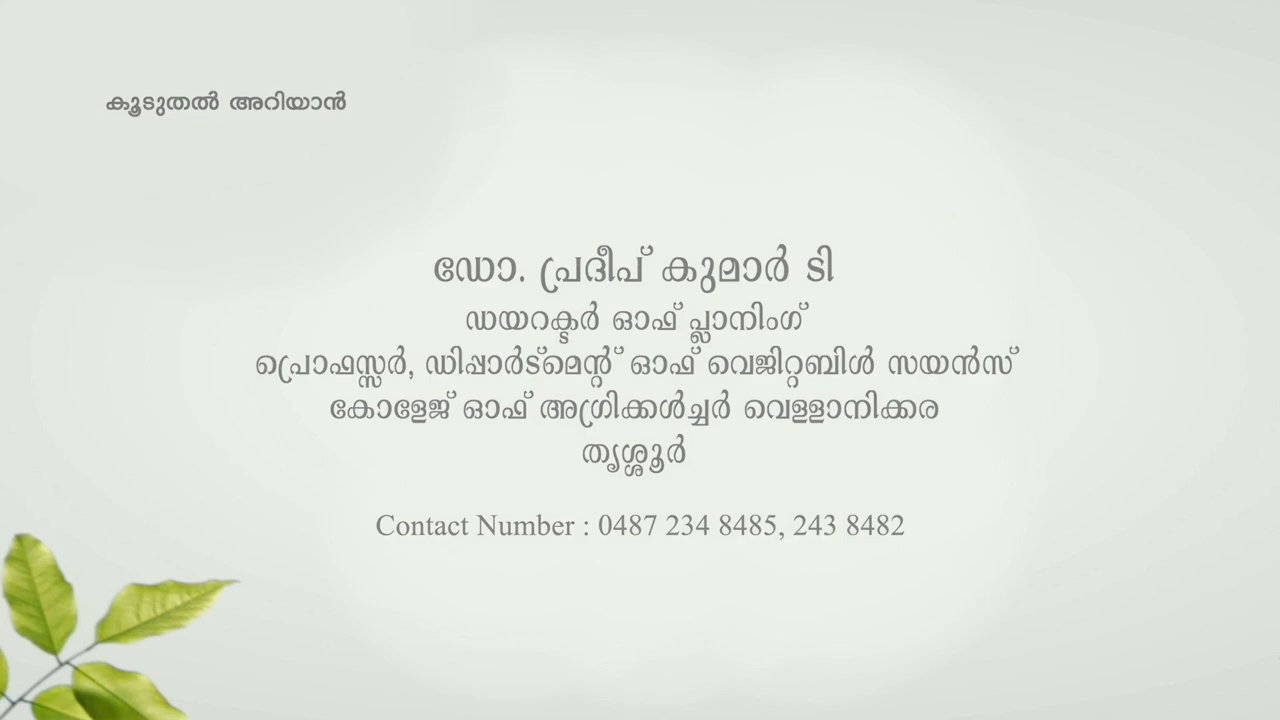 കൂടുതൽ അറിയാൻ
ഡോ. പ്രദീപ് കുമാർ ടി
ഡയറക്ടർ ഓഫ് പ്ലാനിംഗ്
പ്രൊഫസ്സർ, ഡിപ്പാർട്മെന്റ് ഓഫ് വെജിറ്റബിൾ സയൻസ്
കോളേജ് ഓഫ് അഗ്രിക്കൾച്ചർ വെള്ളാനിക്കര
തൃശ്ശൂർ
Contact Number : 0487 234 8485, 243 8482